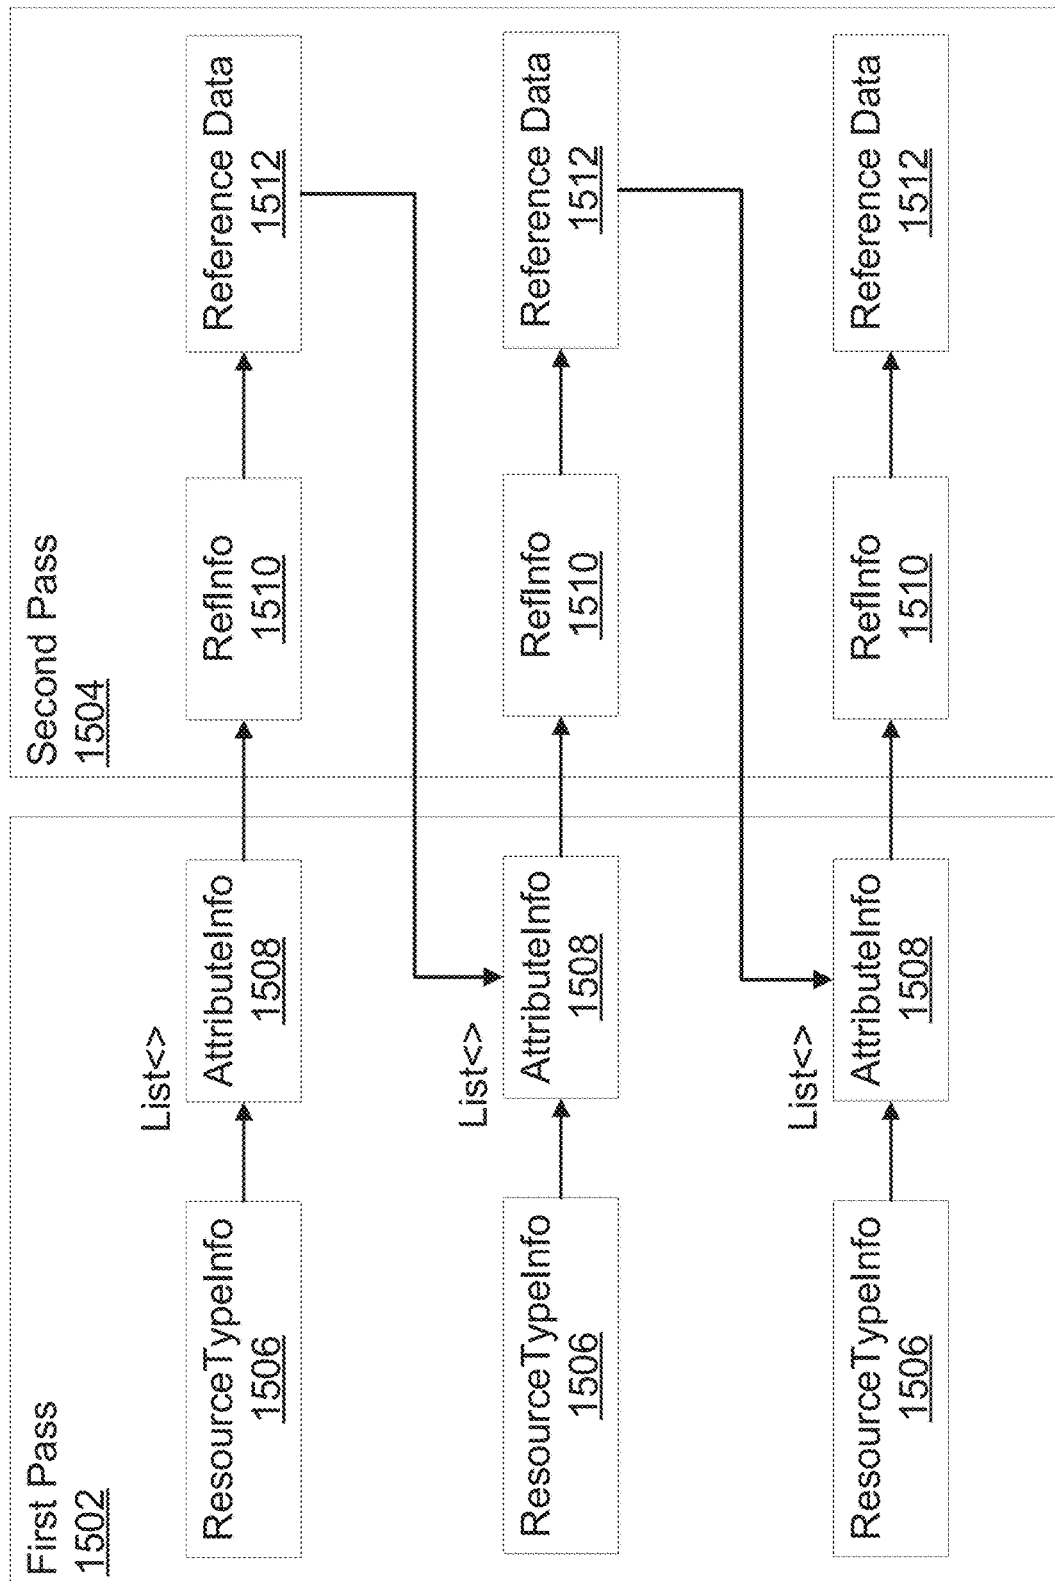 First Pass
1502
Second Pass
1504
List<>
ResourceTypeInfo
1506
AttributeInfo
1508
RefInfo
1510
Reference Data
1512
List<>
ResourceTypeInfo
1506
AttributeInfo
1508
RefInfo
1510
Reference Data
1512
List<>
ResourceTypeInfo
1506
AttributeInfo
1508
RefInfo
1510
Reference Data
1512